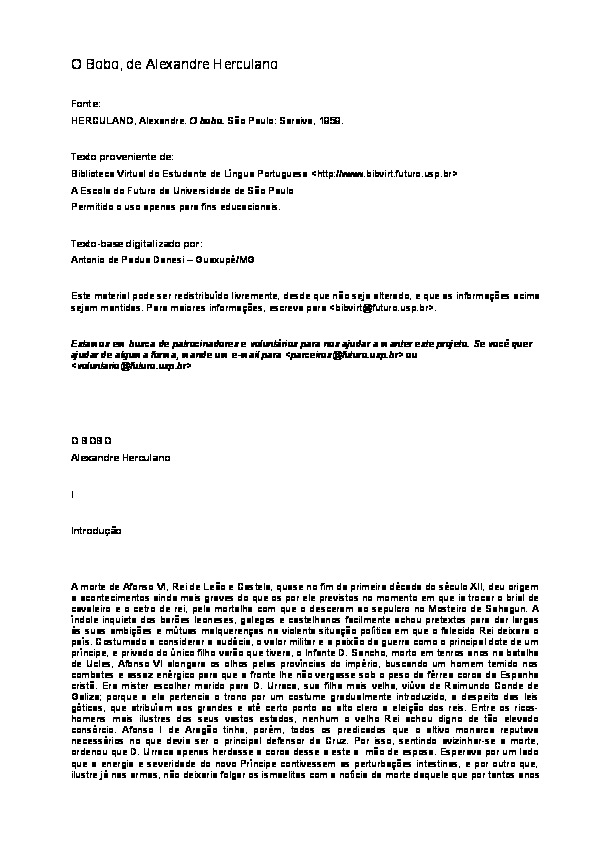 O Bobo, de Alexandre Herculano
Fonte:
HERCULANO, Alexandre. O bobo. São Paulo: Saraiva, 1959.
Texto proveniente de:
Biblioteca Virtual do Estudante de Língua Portuguesa <http://www.bibvirt.futuro.usp.br>
A Escola do Futuro da Universidade de São Paulo
Permitido o uso apenas para fins educacionais.
Texto-base digitalizado por:
Antonio de Padua Danesi – Guaxupé/MG
Este material pode ser redistribuído livremente, desde que não seja alterado, e que as informações acima
sejam mantidas. Para maiores informações, escreva para <bibvirt@futuro.usp.br>.
Estamos em busca de patrocinadores e voluntários para nos ajudar a manter este projeto. Se você quer
ajudar de alguma forma, mande um e-mail para <parceiros@futuro.usp.br> ou
<voluntario@futuro.usp.br>
O BOBO
Alexandre Herculano
I
Introdução
A morte de Afonso VI, Rei de Leão e Castela, quase no fim da primeira década do século XII, deu origem
a acontecimentos ainda mais graves do que os por ele previstos no momento em que ia trocar o brial de
cavaleiro e o cetro de rei, pela mortalha com que o desceram ao sepulcro no Mosteiro de Sahagun. A
índole inquieta dos barões leoneses, galegos e castelhanos facilmente achou pretextos para dar largas
às suas ambições e mútuas malquerenças na violenta situação política em que o falecido Rei deixara o
país. Costumado a considerar a audácia, o valor militar e a paixão da guerra como o principal dote de um
príncipe, e privado do único filho varão que tivera, o Infante D. Sancho, morto em tenros anos na batalha
de Ucles, Afonso VI alongara os olhos pelas províncias do império, buscando um homem temido nos
combates e assaz enérgico para que a fronte lhe não vergasse sob o peso da férrea coroa da Espanha
cristã. Era mister escolher marido para D. Urraca, sua filha mais velha, viúva de Raimundo Conde de
Galiza; porque a ela pertencia o trono por um costume gradualmente introduzido, a despeito das leis
góticas, que atribuíam aos grandes e até certo ponto ao alto clero a eleição dos reis. Entre os ricos-
homens mais ilustres dos seus vastos estados, nenhum o velho Rei achou digno de tão elevado
consórcio. Afonso I de Aragão tinha, porém, todos os predicados que o altivo monarca reputava
necessários no que devia ser o principal defensor da Cruz. Por isso, sentindo avizinhar-se a morte,
ordenou que D. Urraca apenas herdasse a coroa desse a este a mão de esposa. Esperava por um lado
que a energia e severidade do novo Príncipe contivessem as perturbações intestinas, e por outro que,
ilustre já nas armas, não deixaria folgar os ismaelitas com a notícia da morte daquele que por tantos anos